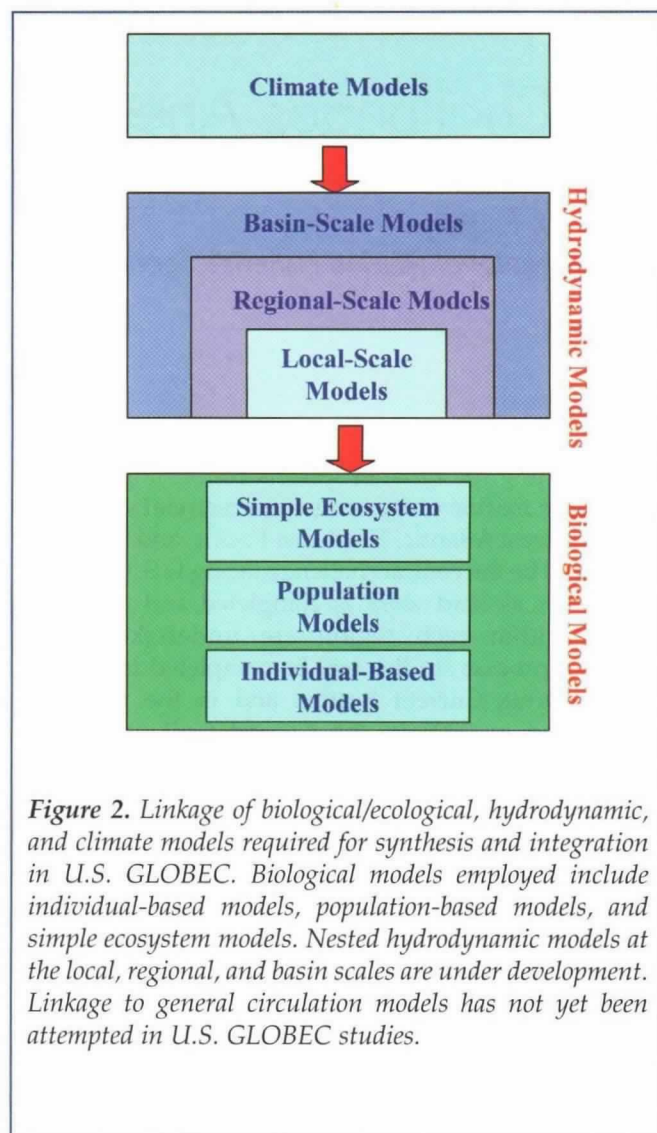 Climate Models
Basin-Scale Models
Regional-Scale Models
Local-Scale
Models
Hydrodynamic Models
Simple Ecosystem
Models
Population
Models
Individual-Based
Models
Biological Models
Figure 2. Linkage of biological/ecological, hydrodynamic,
and climate models required for synthesis and integration
in U.S. GLOBEC. Biological models employed include
individual-based models, population-based models, and
simple ecosystem models. Nested hydrodynamic models at
the local, regional, and basin scales are under development.
Linkage to general circulation models has not yet been
attempted in U.S. GLOBEC studies.